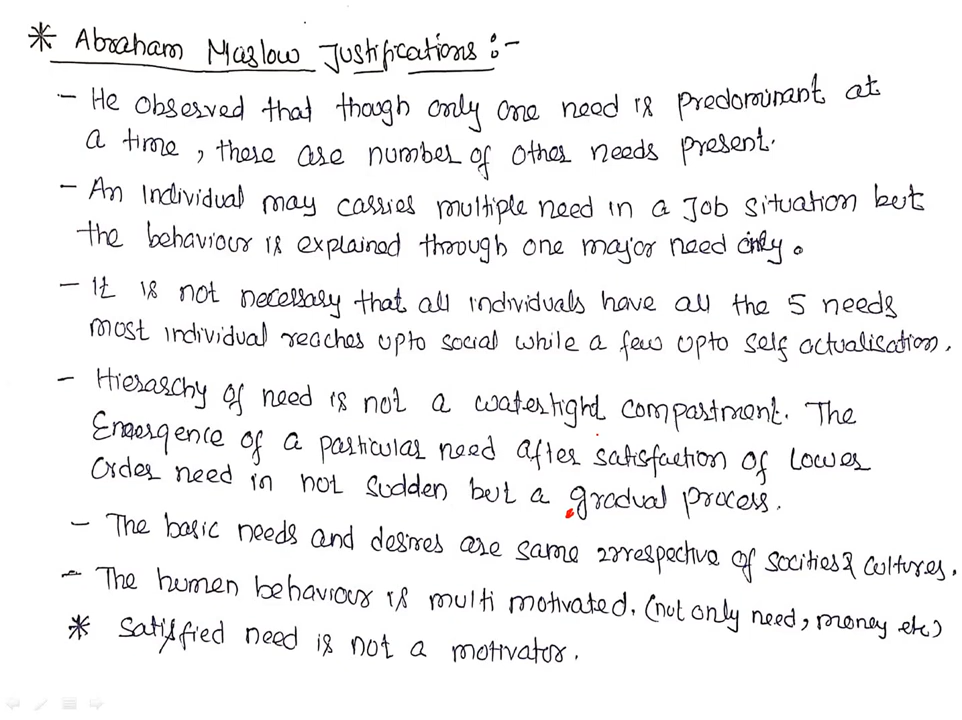 * Abraham Maslow Justifications :-
- He observed that though only one need is predominant at
a time, there are number of other needs present.
- An individual may carries multiple need in a Job situation but
the behaviour is explained through one major need only.
- It is not necessary that all individuals have all the 5 needs
most individual reaches upto social while a few upto self actualisation.
- Hierarchy of need is not a watertight compartment. The
Emergence of a particular need after satisfaction of lower
order need in not sudden but a gradual process.
- The basic needs and desires are same irrespective of socities & cultures.
- The human behaviour is multi motivated. (not only need, money etc)
* Satisfied need is not a motivator.